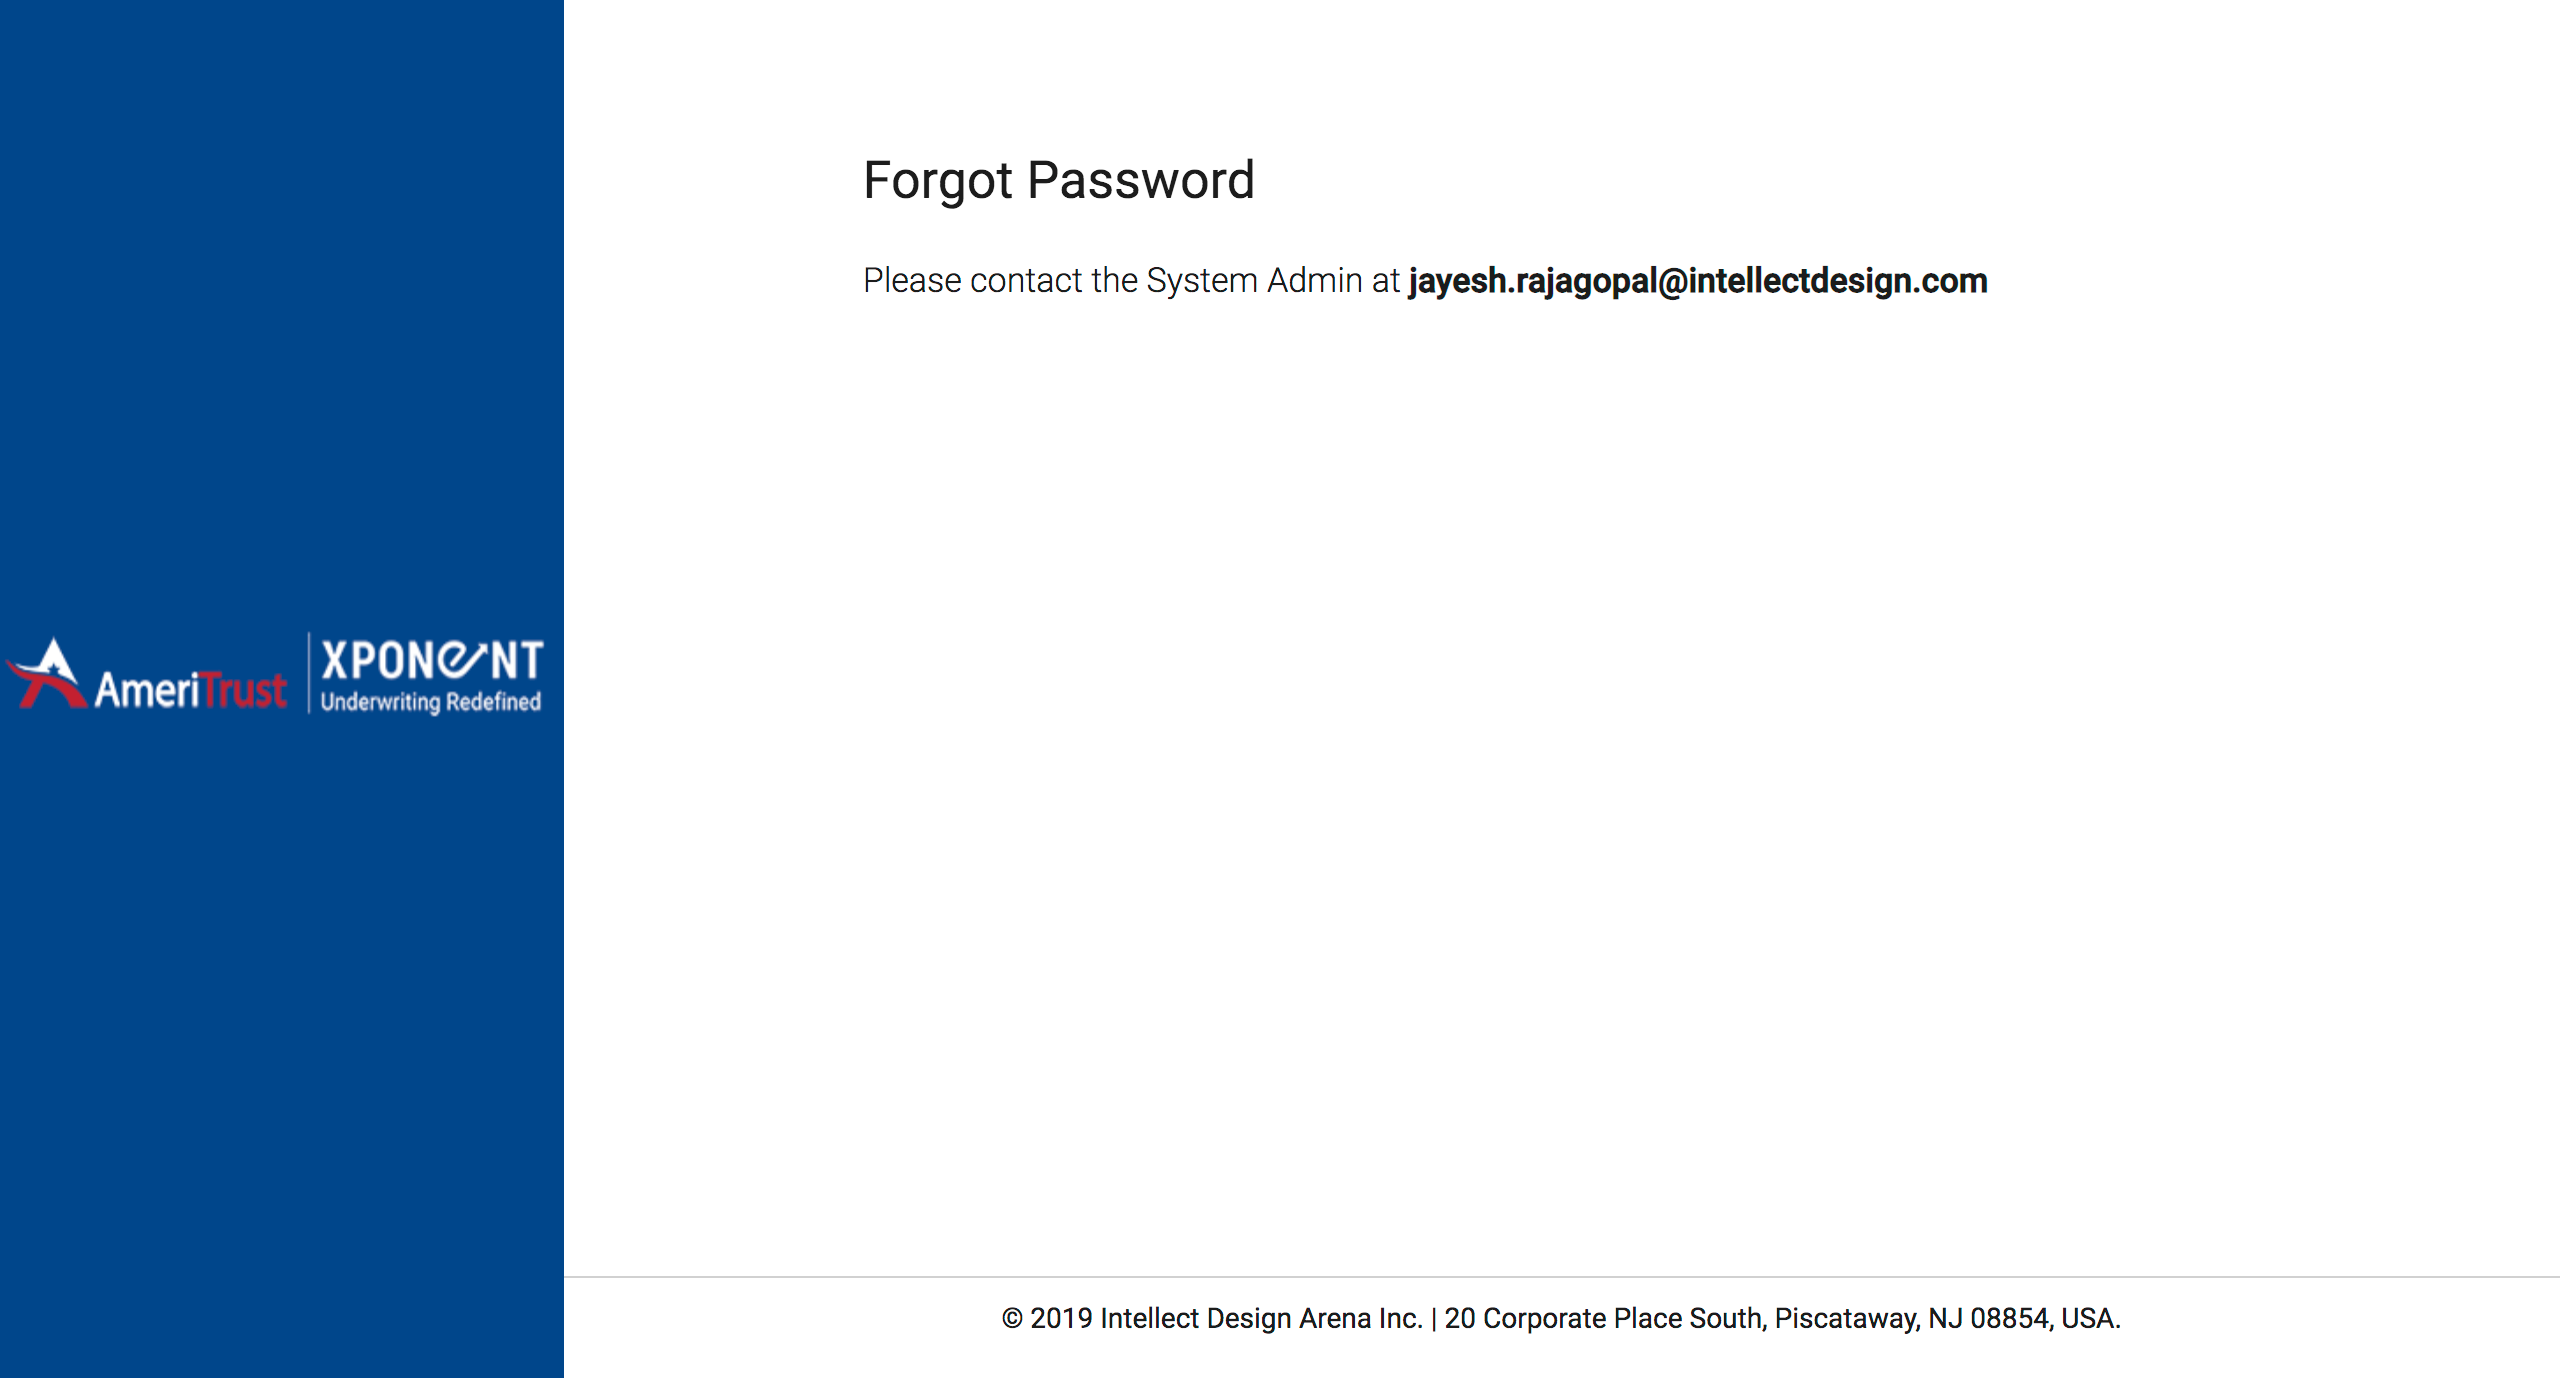 Forgot Password
Please contact the System Admin at jayesh.rajagopal@intellectdesign.com
AmeriTrust
XPONeNT
Underwriting Redefined
© 2019 Intellect Design Arena Inc. | 20 Corporate Place South, Piscataway, NJ 08854, USA.